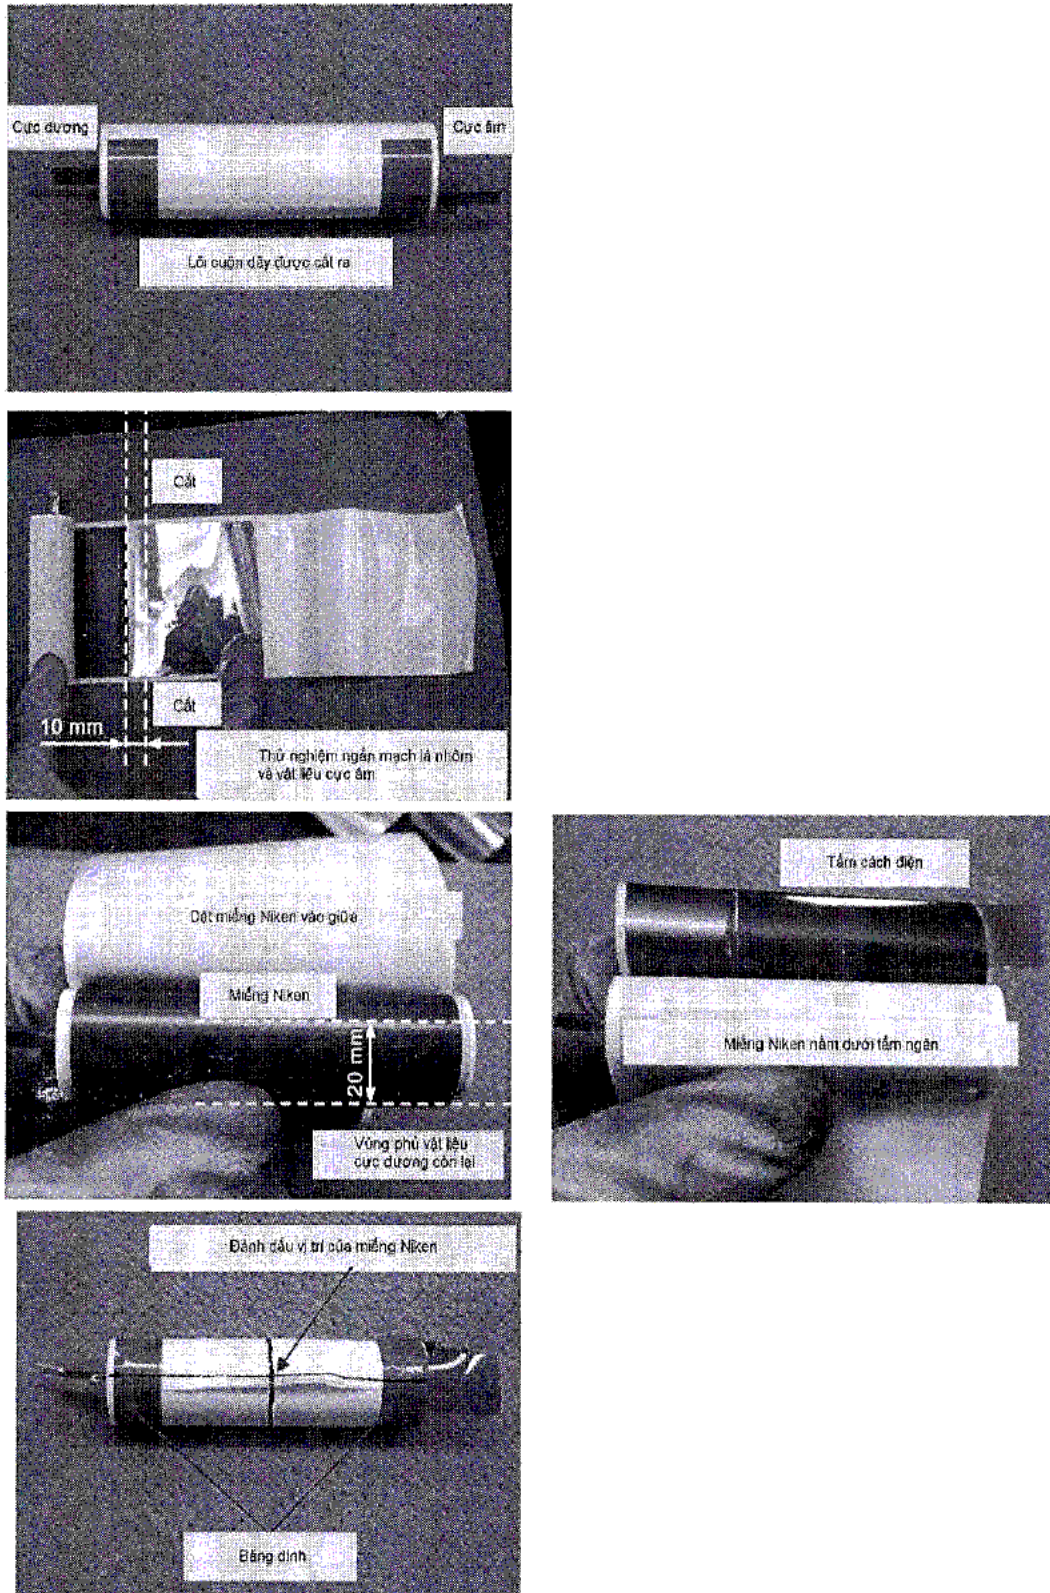 Cực dương
Cực âm
Lõi cuộn dây được cắt ra
Cắt
Cắt
10 mm
Thử nghiệm ngắn mạch lá nhôm
và vật liệu cực âm
Đặt miếng Niken vào giữa
Miếng Niken
20 mm
Vùng phủ vật liệu
cực dương còn lại
Tấm cách điện
Miếng Niken nằm dưới tấm ngăn
Đánh dấu vị trí của miếng Niken
Băng dính